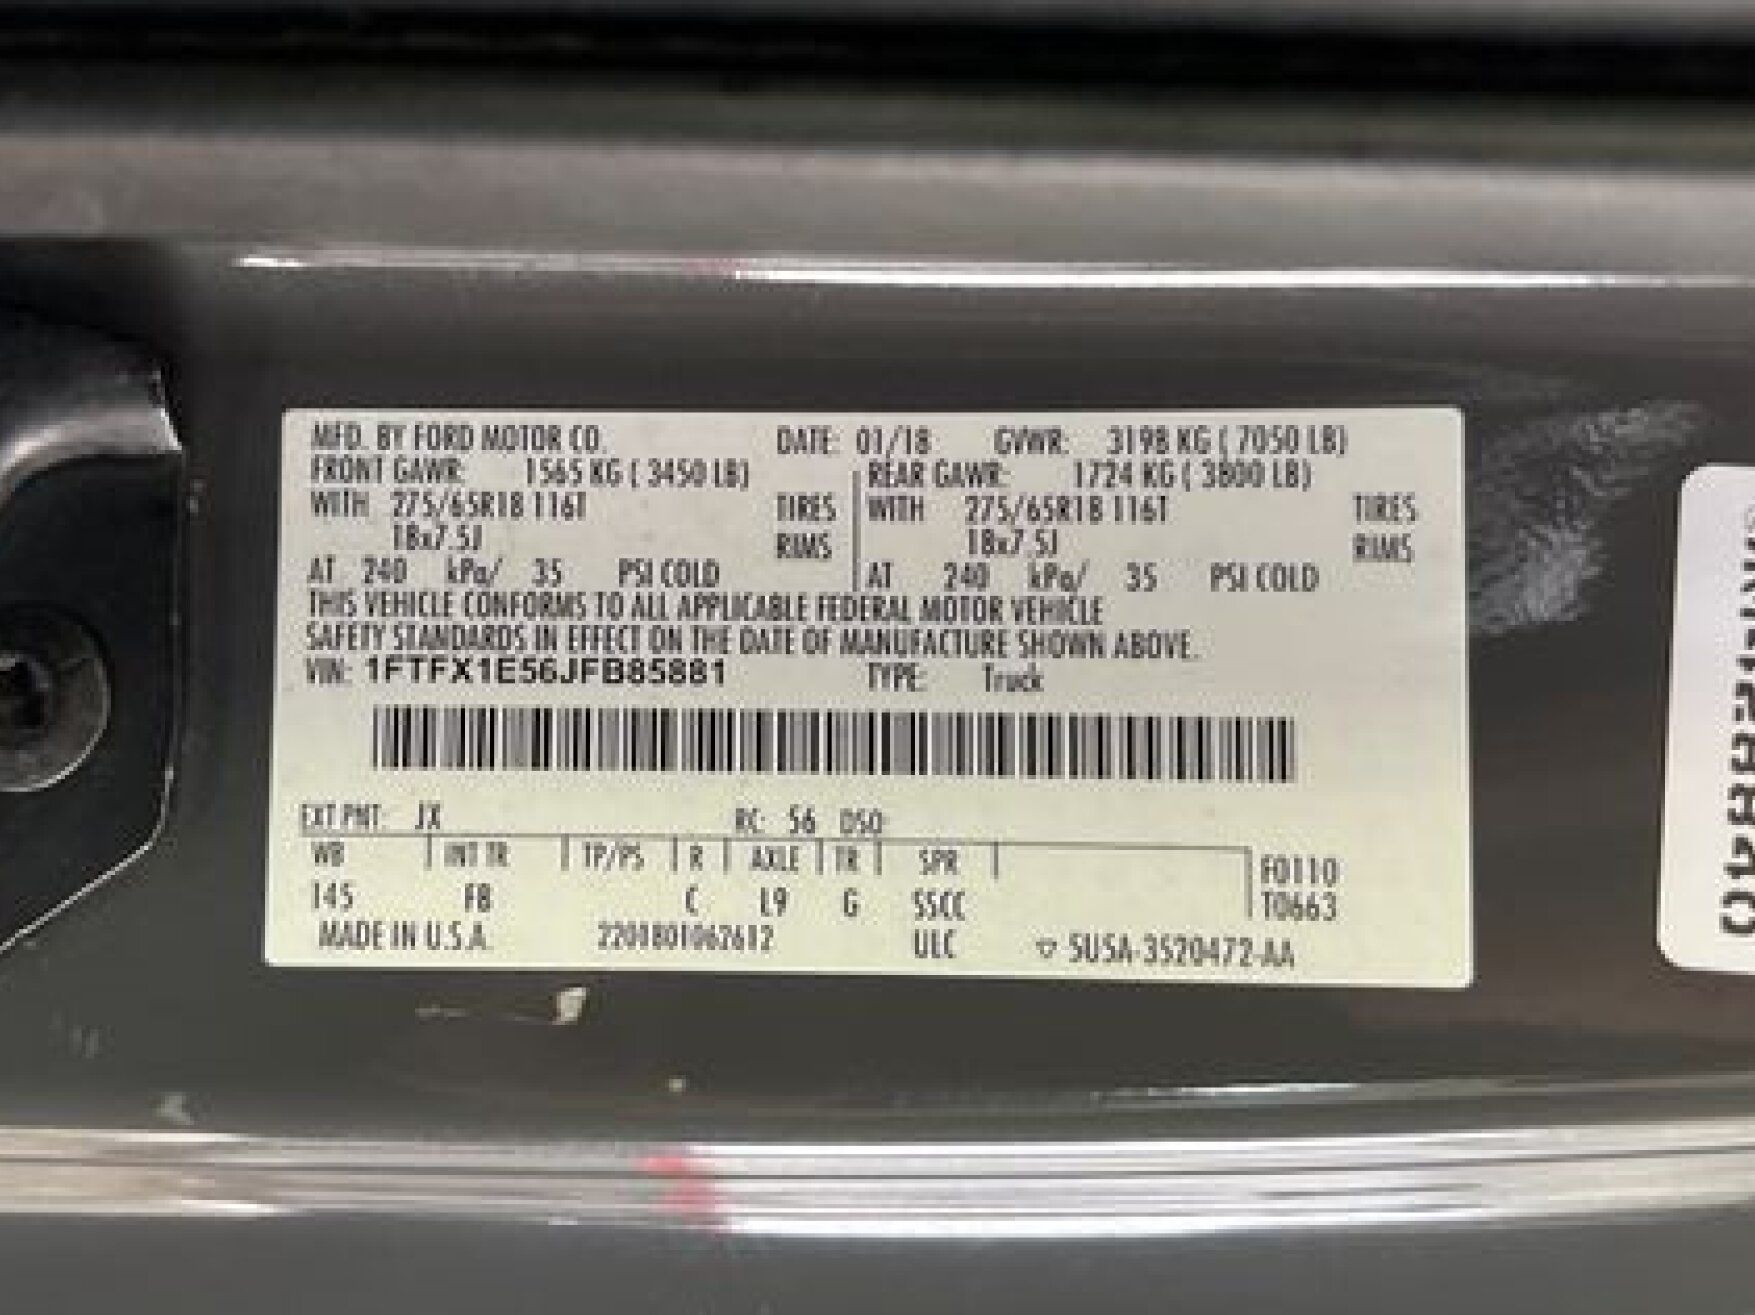 MFD. BY FORD MOTOR CO. DATE: 01/18 GVWR: 3198 KG ( 7050 LB)
FRONT GAWR: 1565 KG ( 3450 LB) REAR GAWR: 1724 KG ( 3800 LB)
WITH 275/65R18 116T TIRES WITH 275/65R18 116T TIRES
18x7.5J RIMS 18x7.5J RIMS
AT 240 kPa/ 35 PSI COLD AT 240 kPa/ 35 PSI COLD
THIS VEHICLE CONFORMS TO ALL APPLICABLE FEDERAL MOTOR VEHICLE
SAFETY STANDARDS IN EFFECT ON THE DATE OF MANUFACTURE SHOWN ABOVE.
VIN: 1FTFX1E56JFB85881 TYPE: Truck
EXT PNT: JX RC: 56 DSO:
WB INT TR TP/PS R AXLE TR SPR F0110
145 FB C L9 G SSCC T0663
MADE IN U.S.A. 2201801062612 ULC ▽ 5U5A-3520472-AA